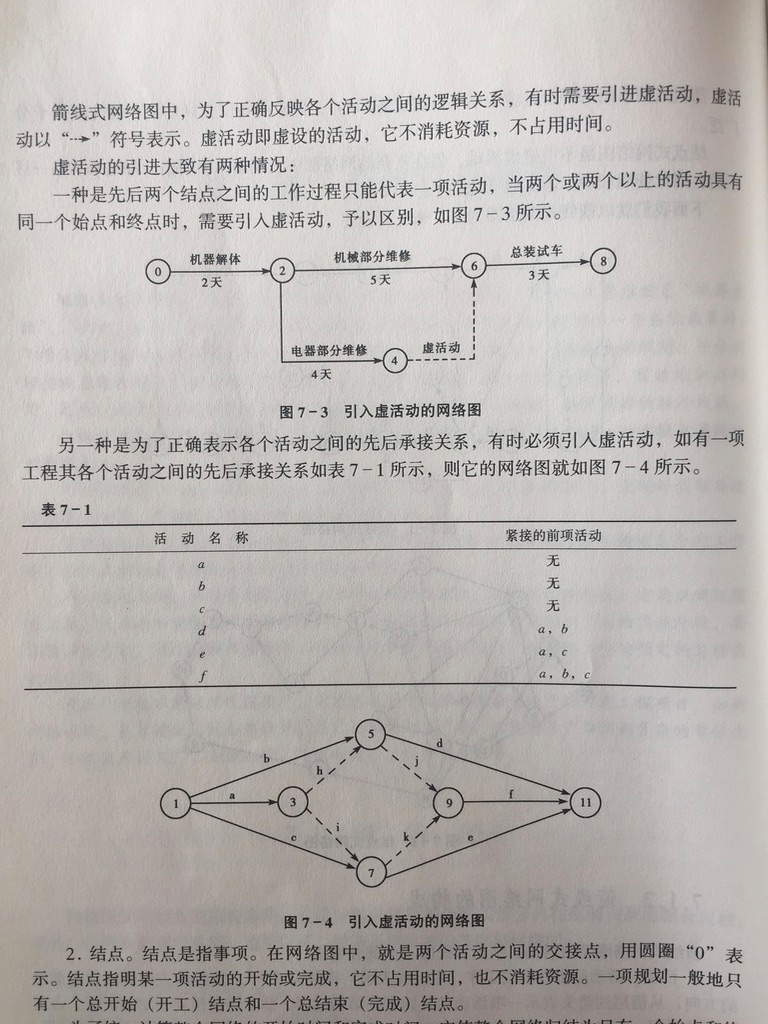 箭线式网络图中，为了正确反映各个活动之间的逻辑关系，有时需要引进虚活动，虚活
动以“⇢”符号表示。虚活动即虚设的活动，它不消耗资源，不占用时间。
虚活动的引进大致有两种情况：
一种是先后两个结点之间的工作过程只能代表一项活动，当两个或两个以上的活动具有
同一个始点和终点时，需要引入虚活动，予以区别，如图 7-3 所示。
0 机器解体 2天 2 机械部分维修 5天 6 总装试车 3天 8
电器部分维修 4天 4 虚活动
图 7-3 引入虚活动的网络图
另一种是为了正确表示各个活动之间的先后承接关系，有时必须引入虚活动，如有一项
工程其各个活动之间的先后承接关系如表 7-1 所示，则它的网络图就如图 7-4 所示。
表 7-1
活 动 名 称 紧接的前项活动
a 无
b 无
c 无
d a，b
e a，c
f a，b，c
5
b d
h j
1 a 3 9 f 11
i k
c e
7
图 7-4 引入虚活动的网络图
2. 结点。结点是指事项。在网络图中，就是两个活动之间的交接点，用圆圈“0”表
示。结点指明某一项活动的开始或完成，它不占用时间，也不消耗资源。一项规划一般地只
有一个总开始（开工）结点和一个总结束（完成）结点。